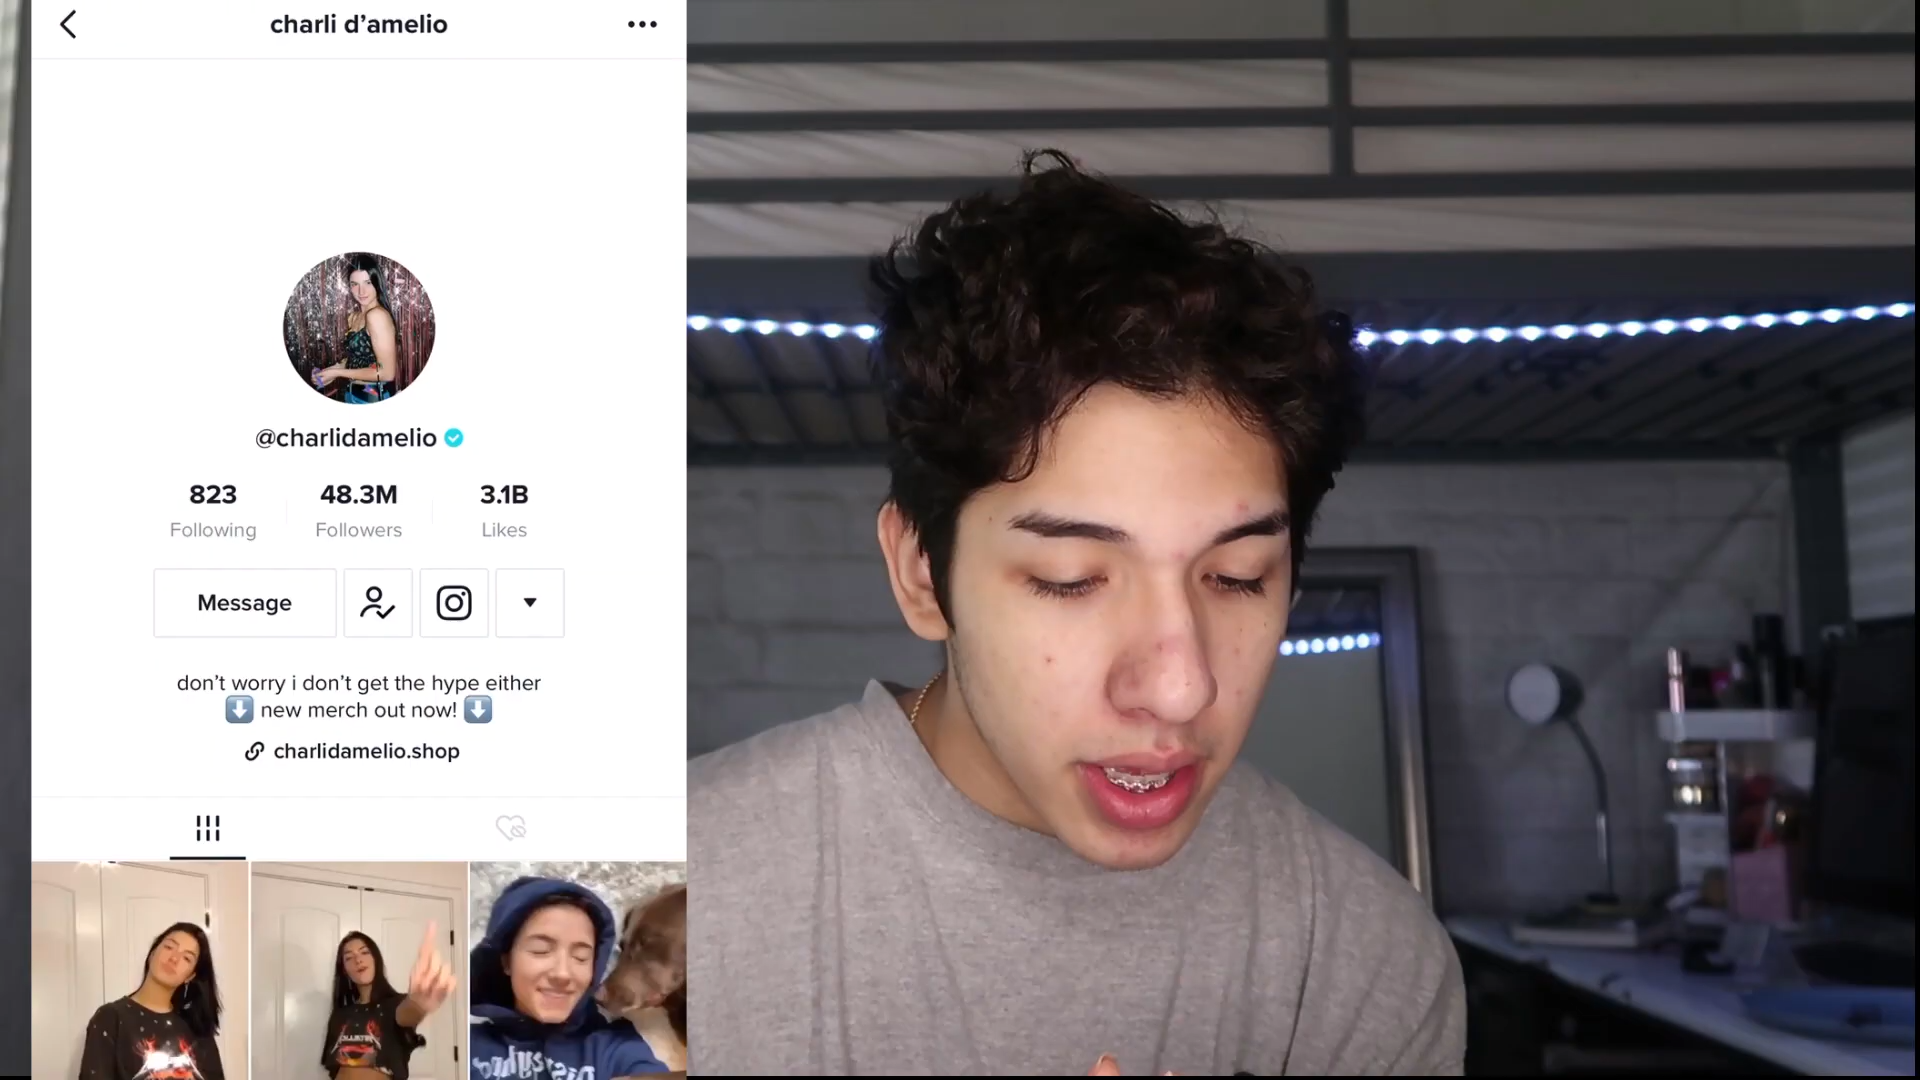 charli d’amelio
@charlidamelio
823
Following
48.3M
Followers
3.1B
Likes
Message
don’t worry i don’t get the hype either
⬇️ new merch out now! ⬇️
charlidamelio.shop